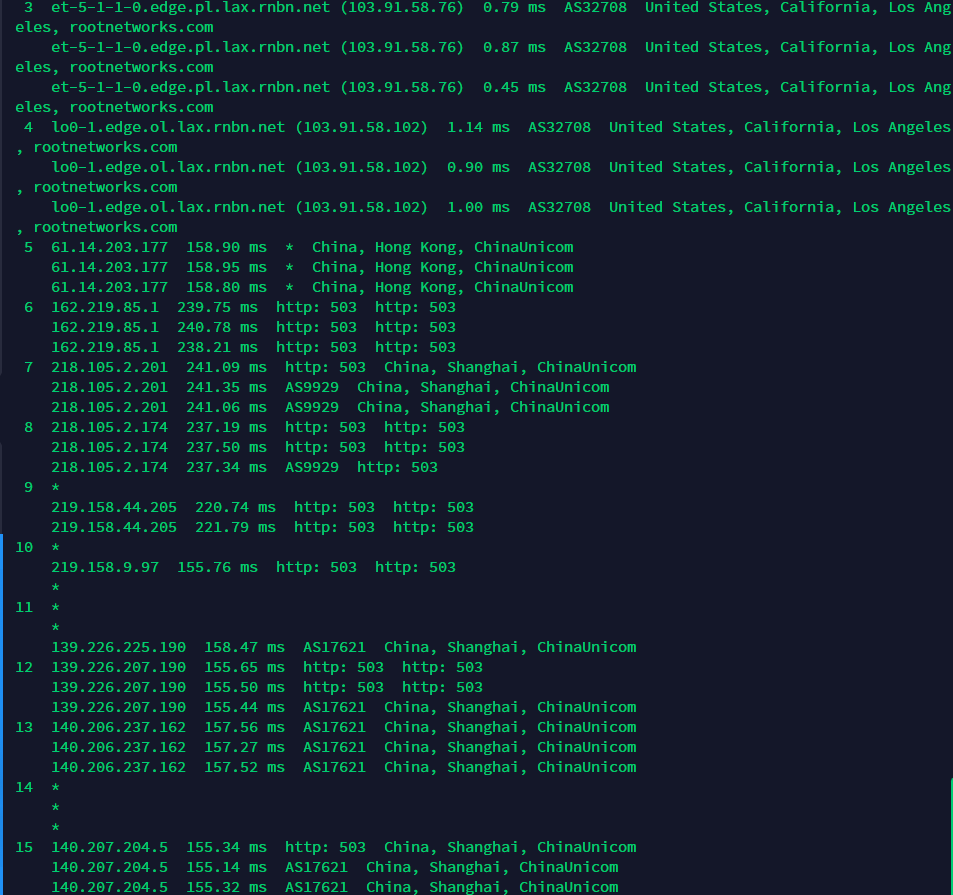 3  et-5-1-1-0.edge.pl.lax.rnbn.net (103.91.58.76)  0.79 ms  AS32708  United States, California, Los Ang
eles, rootnetworks.com
et-5-1-1-0.edge.pl.lax.rnbn.net (103.91.58.76)  0.87 ms  AS32708  United States, California, Los Ang
eles, rootnetworks.com
et-5-1-1-0.edge.pl.lax.rnbn.net (103.91.58.76)  0.45 ms  AS32708  United States, California, Los Ang
eles, rootnetworks.com
4  lo0-1.edge.ol.lax.rnbn.net (103.91.58.102)  1.14 ms  AS32708  United States, California, Los Angeles
, rootnetworks.com
lo0-1.edge.ol.lax.rnbn.net (103.91.58.102)  0.90 ms  AS32708  United States, California, Los Angeles
, rootnetworks.com
lo0-1.edge.ol.lax.rnbn.net (103.91.58.102)  1.00 ms  AS32708  United States, California, Los Angeles
, rootnetworks.com
5  61.14.203.177  158.90 ms  *  China, Hong Kong, ChinaUnicom
61.14.203.177  158.95 ms  *  China, Hong Kong, ChinaUnicom
61.14.203.177  158.80 ms  *  China, Hong Kong, ChinaUnicom
6  162.219.85.1  239.75 ms  http: 503  http: 503
162.219.85.1  240.78 ms  http: 503  http: 503
162.219.85.1  238.21 ms  http: 503  http: 503
7  218.105.2.201  241.09 ms  http: 503  China, Shanghai, ChinaUnicom
218.105.2.201  241.35 ms  AS9929  China, Shanghai, ChinaUnicom
218.105.2.201  241.06 ms  AS9929  China, Shanghai, ChinaUnicom
8  218.105.2.174  237.19 ms  http: 503  http: 503
218.105.2.174  237.50 ms  http: 503  http: 503
218.105.2.174  237.34 ms  AS9929  http: 503
9  *
219.158.44.205  220.74 ms  http: 503  http: 503
219.158.44.205  221.79 ms  http: 503  http: 503
10  *
219.158.9.97  155.76 ms  http: 503  http: 503
*
11  *
*
139.226.225.190  158.47 ms  AS17621  China, Shanghai, ChinaUnicom
12  139.226.207.190  155.65 ms  http: 503  http: 503
139.226.207.190  155.50 ms  http: 503  http: 503
139.226.207.190  155.44 ms  AS17621  China, Shanghai, ChinaUnicom
13  140.206.237.162  157.56 ms  AS17621  China, Shanghai, ChinaUnicom
140.206.237.162  157.27 ms  AS17621  China, Shanghai, ChinaUnicom
140.206.237.162  157.52 ms  AS17621  China, Shanghai, ChinaUnicom
14  *
*
*
15  140.207.204.5  155.34 ms  http: 503  China, Shanghai, ChinaUnicom
140.207.204.5  155.14 ms  AS17621  China, Shanghai, ChinaUnicom
140.207.204.5  155.32 ms  AS17621  China, Shanghai, ChinaUnicom